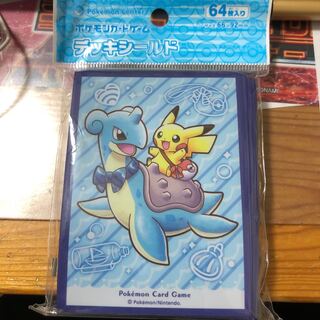 Pokémon Center
64枚入り
ポケモンカードゲーム
デッキシールド
KONAMI
Pokémon Card Game
© Pokémon/Nintendo.